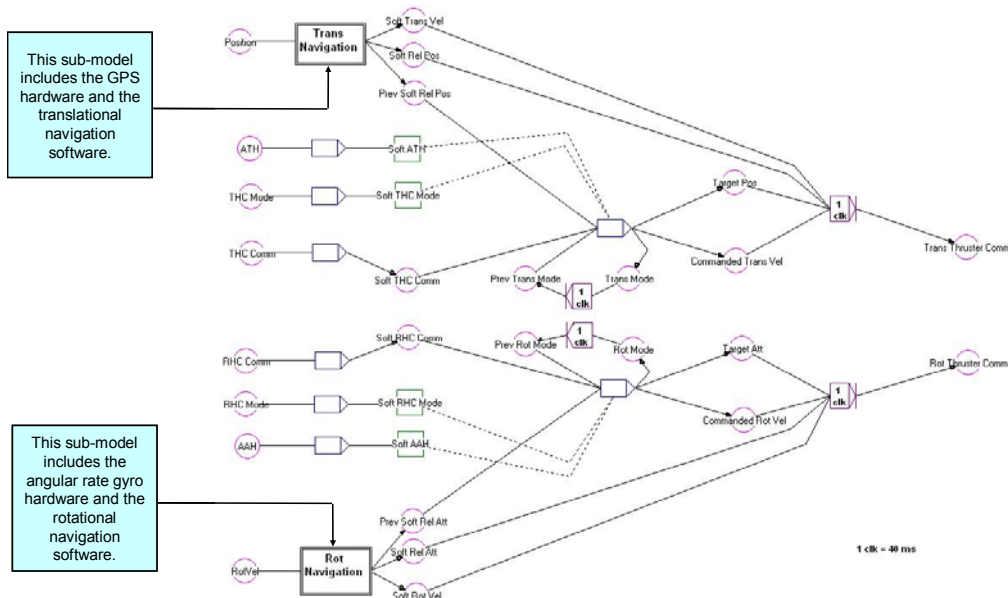 This sub-model
includes the GPS
hardware and the
translational
navigation
software.
Position
Trans
Navigation
Soft Trans Vel
Soft Rel Pos
Prev Soft Rel Pos
ATH
Soft ATH
THC Mode
Soft THC Mode
THC Comm
Soft THC Comm
Target Pos
Commanded Trans Vel
1
clk
Trans Thruster Comm
Prev Trans Mode
1
clk
Trans Mode
RHC Comm
Soft RHC Comm
Prev Rot Mode
1
clk
Rot Mode
Target Att
Rot Thruster Comm
1
clk
RHC Mode
Soft RHC Mode
Commanded Rot Vel
AAH
Soft AAH
This sub-model
includes the
angular rate gyro
hardware and the
rotational
navigation
software.
Prev Soft Rel Att
Soft Rel Att
Rot
Navigation
RotVel
Soft Rot Vel
1 clk = 40 ms